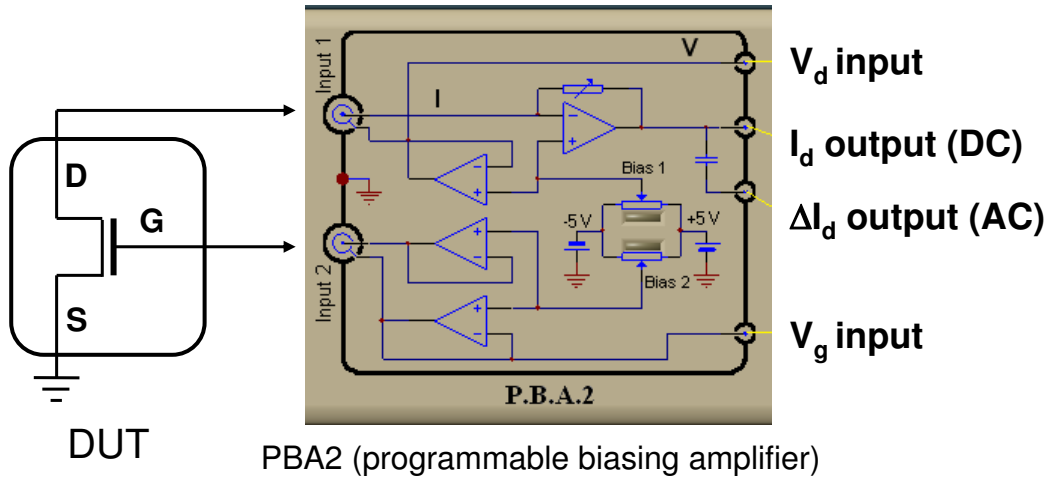 Input 1
V
V_d input
I
− 
+
I_d output (DC)
D
−
+
Bias 1
ΔI_d output (AC)
G
+
−
-5 V
+5 V
S
Input 2
+
−
Bias 2
V_g input
P.B.A.2
DUT
PBA2 (programmable biasing amplifier)